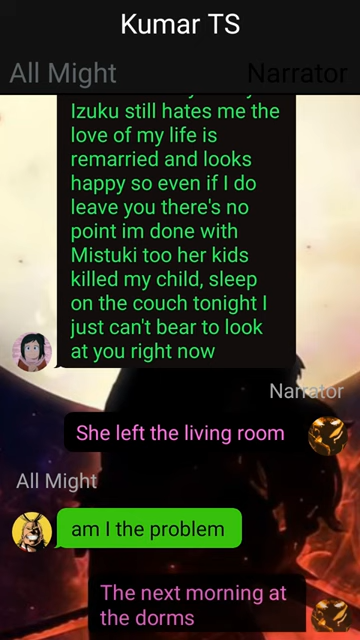 Kumar TS
All Might
Narrator
Izuku still hates me the
love of my life is
remarried and looks
happy so even if I do
leave you there's no
point im done with
Mistuki too her kids
killed my child, sleep
on the couch tonight I
just can't bear to look
at you right now
Narrator
She left the living room
All Might
am I the problem
The next morning at
the dorms